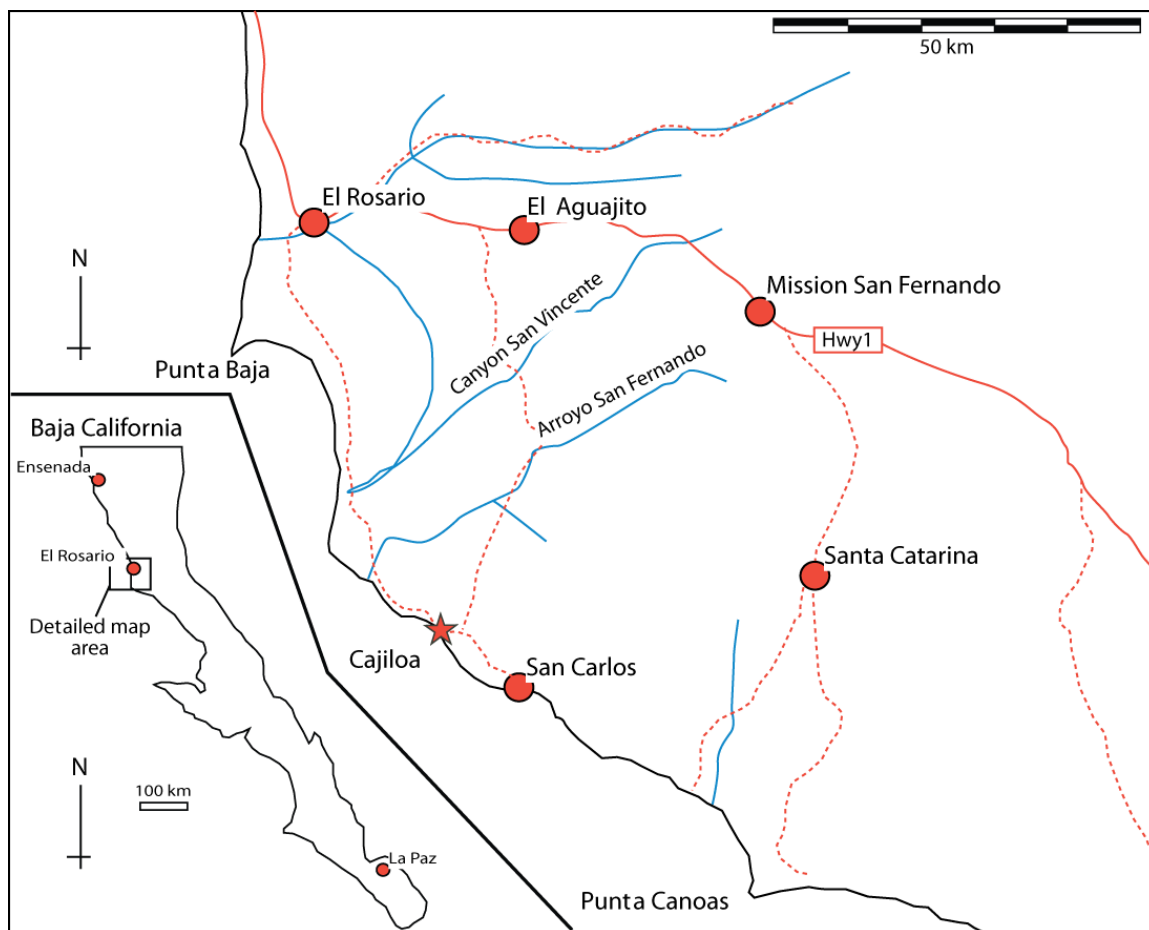 50 km
El Rosario
El Aguajito
N
Mission San Fernando
Canyon San Vincente
Hwy1
Punta Baja
Arroyo San Fernando
Baja California
Ensenada
El Rosario
Santa Catarina
Detailed map
area
Cajiloa
San Carlos
N
100 km
La Paz
Punta Canoas